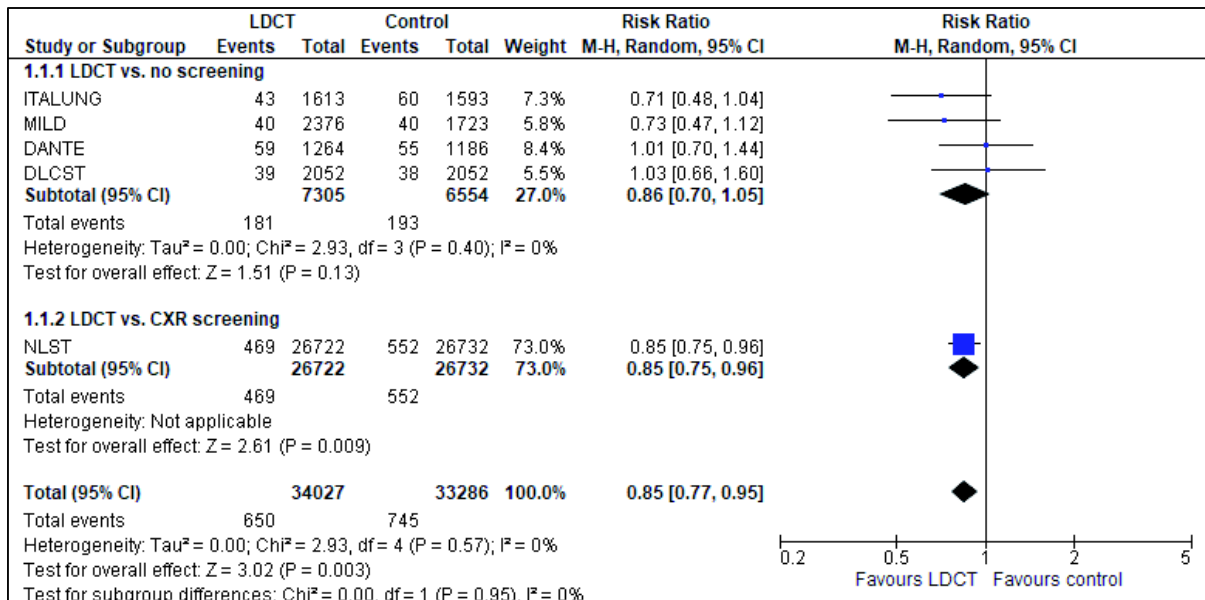 LDCT Control Risk Ratio Risk Ratio
Study or Subgroup Events Total Events Total Weight M-H, Random, 95% CI M-H, Random, 95% CI
1.1.1 LDCT vs. no screening
ITALUNG 43 1613 60 1593 7.3% 0.71 [0.48, 1.04]
MILD 40 2376 40 1723 5.8% 0.73 [0.47, 1.12]
DANTE 59 1264 55 1186 8.4% 1.01 [0.70, 1.44]
DLCST 39 2052 38 2052 5.5% 1.03 [0.66, 1.60]
Subtotal (95% CI) 7305 6554 27.0% 0.86 [0.70, 1.05]
Total events 181 193
Heterogeneity: Tau² = 0.00; Chi² = 2.93, df = 3 (P = 0.40); I² = 0%
Test for overall effect: Z = 1.51 (P = 0.13)
1.1.2 LDCT vs. CXR screening
NLST 469 26722 552 26732 73.0% 0.85 [0.75, 0.96]
Subtotal (95% CI) 26722 26732 73.0% 0.85 [0.75, 0.96]
Total events 469 552
Heterogeneity: Not applicable
Test for overall effect: Z = 2.61 (P = 0.009)
Total (95% CI) 34027 33286 100.0% 0.85 [0.77, 0.95]
Total events 650 745
Heterogeneity: Tau² = 0.00; Chi² = 2.93, df = 4 (P = 0.57); I² = 0%
Test for overall effect: Z = 3.02 (P = 0.003)
Test for subgroup differences: Chi² = 0.00, df = 1 (P = 0.95), I² = 0%
0.2 0.5 1 2 5
Favours LDCT Favours control